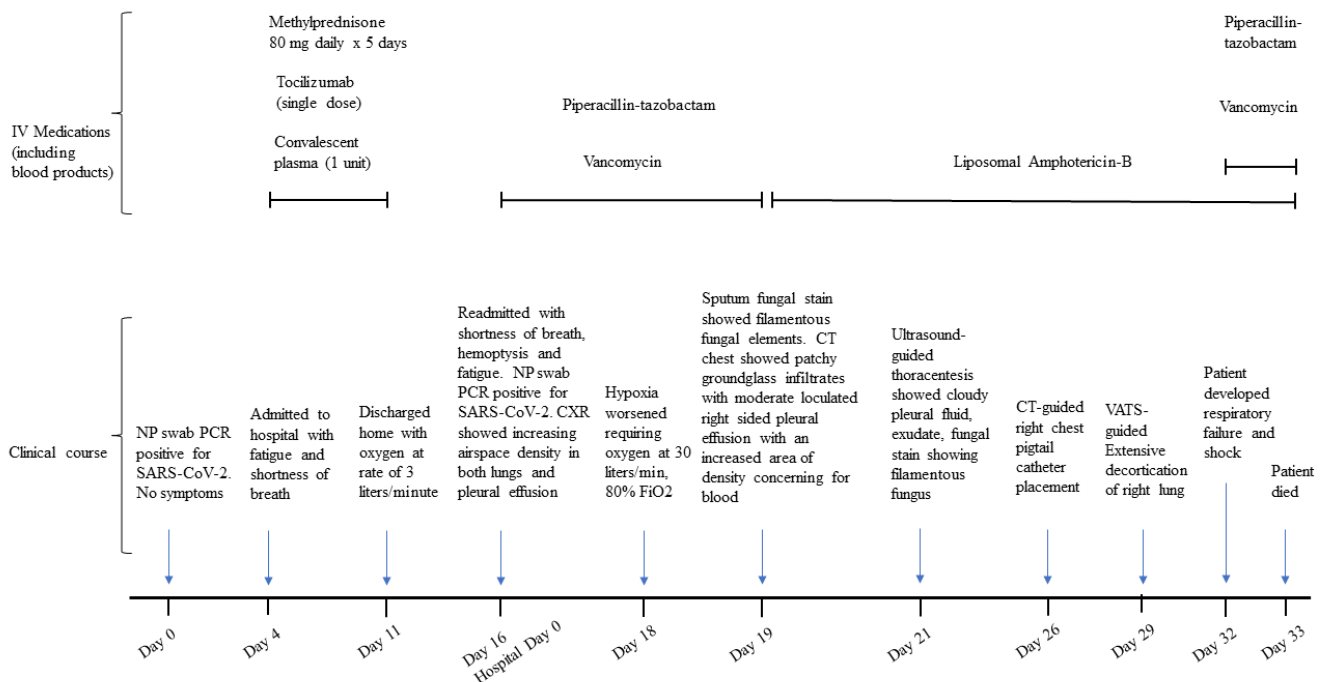 IV Medications
(including
blood products)
Methylprednisone
80 mg daily x 5 days
Tocilizumab
(single dose)
Convalescent
plasma (1 unit)
Piperacillin-tazobactam
Vancomycin
Liposomal Amphotericin-B
Piperacillin-
tazobactam
Vancomycin
Clinical course
NP swab PCR
positive for
SARS-CoV-2.
No symptoms
Admitted to
hospital with
fatigue and
shortness of
breath
Discharged
home with
oxygen at
rate of 3
liters/minute
Readmitted with
shortness of breath,
hemoptysis and
fatigue. NP swab
PCR positive for
SARS-CoV-2. CXR
showed increasing
airspace density in
both lungs and
pleural effusion
Hypoxia
worsened
requiring
oxygen at 30
liters/min,
80% FiO2
Sputum fungal stain
showed filamentous
fungal elements. CT
chest showed patchy
groundglass infiltrates
with moderate loculated
right sided pleural
effusion with an
increased area of
density concerning for
blood
Ultrasound-
guided
thoracentesis
showed cloudy
pleural fluid,
exudate, fungal
stain showing
filamentous
fungus
CT-guided
right chest
pigtail
catheter
placement
VATS-
guided
Extensive
decortication
of right lung
Patient
developed
respiratory
failure and
shock
Patient
died
Day 0
Day 4
Day 11
Day 16
Hospital Day 0
Day 18
Day 19
Day 21
Day 26
Day 29
Day 32
Day 33